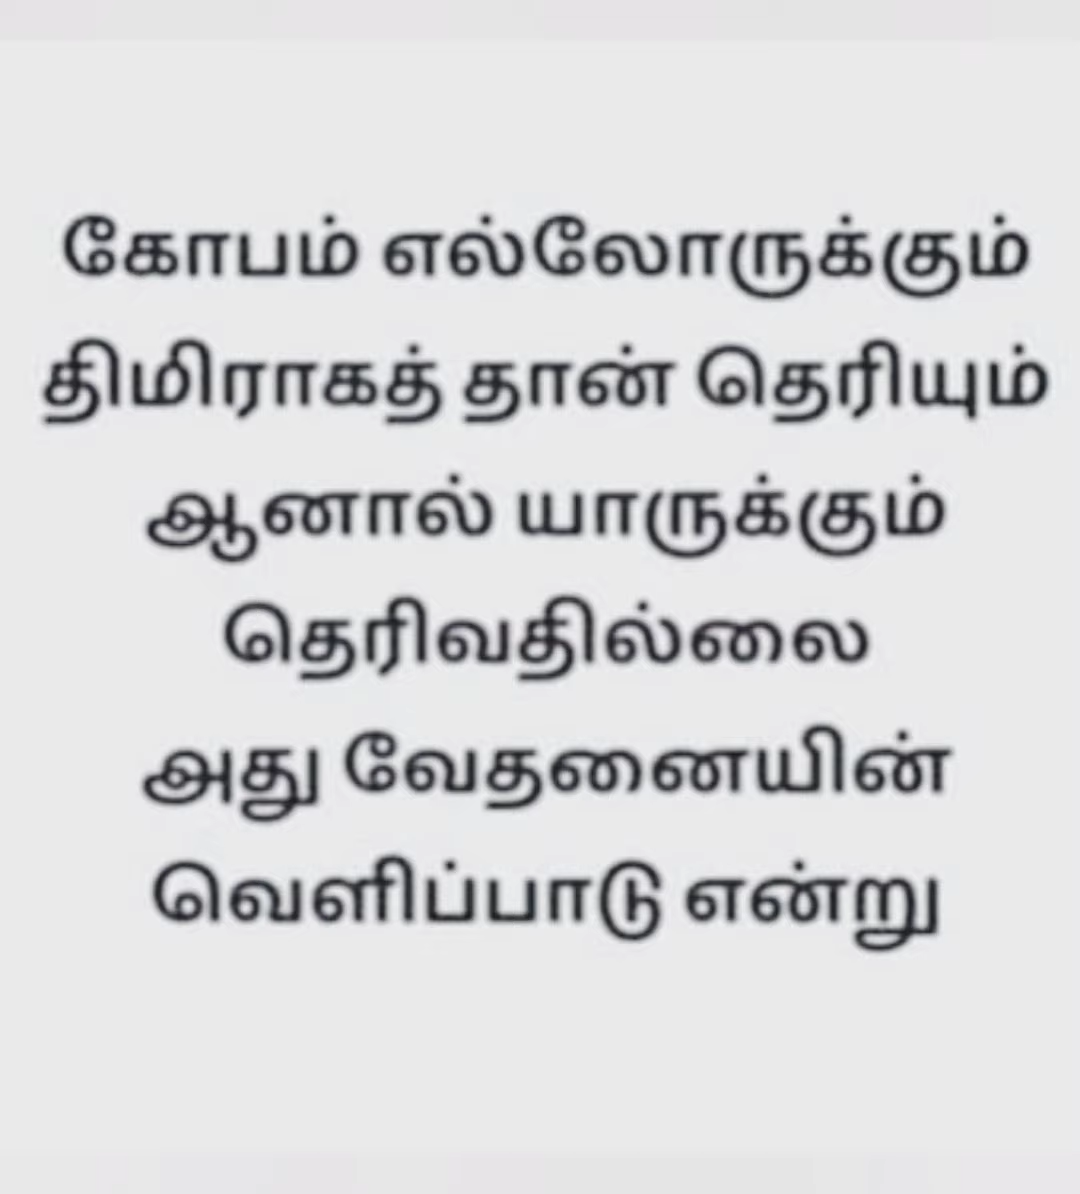 கோபம் எல்லோருக்கும்
திமிராகத் தான் தெரியும்
ஆனால் யாருக்கும்
தெரிவதில்லை
அது வேதனையின்
வெளிப்பாடு என்று